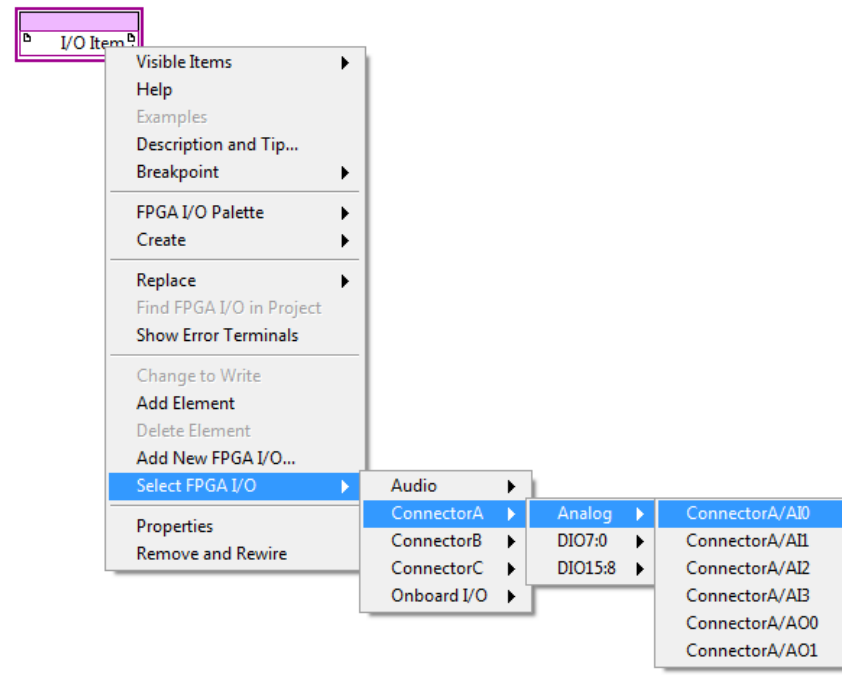 I/O Item
Visible Items
Help
Examples
Description and Tip...
Breakpoint
FPGA I/O Palette
Create
Replace
Find FPGA I/O in Project
Show Error Terminals
Change to Write
Add Element
Delete Element
Add New FPGA I/O...
Select FPGA I/O
Properties
Remove and Rewire
Audio
ConnectorA
ConnectorB
ConnectorC
Onboard I/O
Analog
DIO7:0
DIO15:8
ConnectorA/AI0
ConnectorA/AI1
ConnectorA/AI2
ConnectorA/AI3
ConnectorA/AO0
ConnectorA/AO1